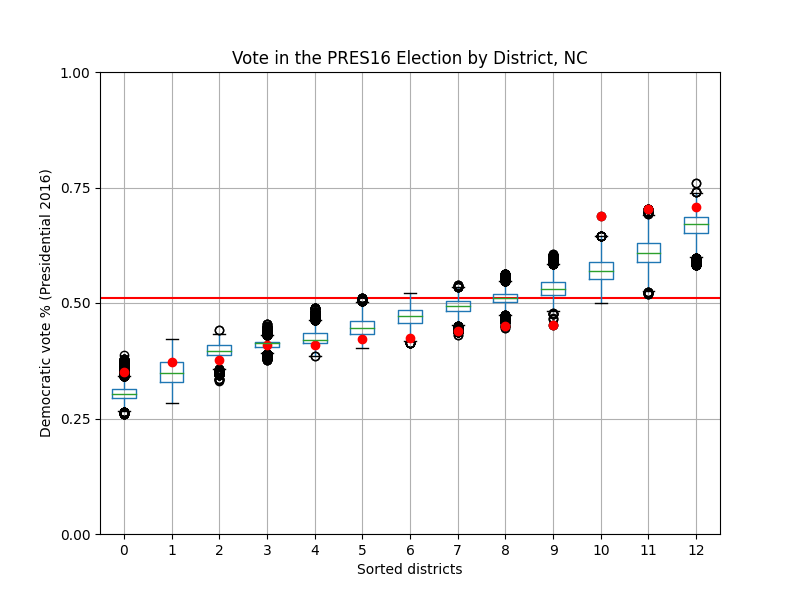 Vote in the PRES16 Election by District, NC
Democratic vote % (Presidential 2016)
1.00
0.75
0.50
0.25
0.00
0 1 2 3 4 5 6 7 8 9 10 11 12
Sorted districts